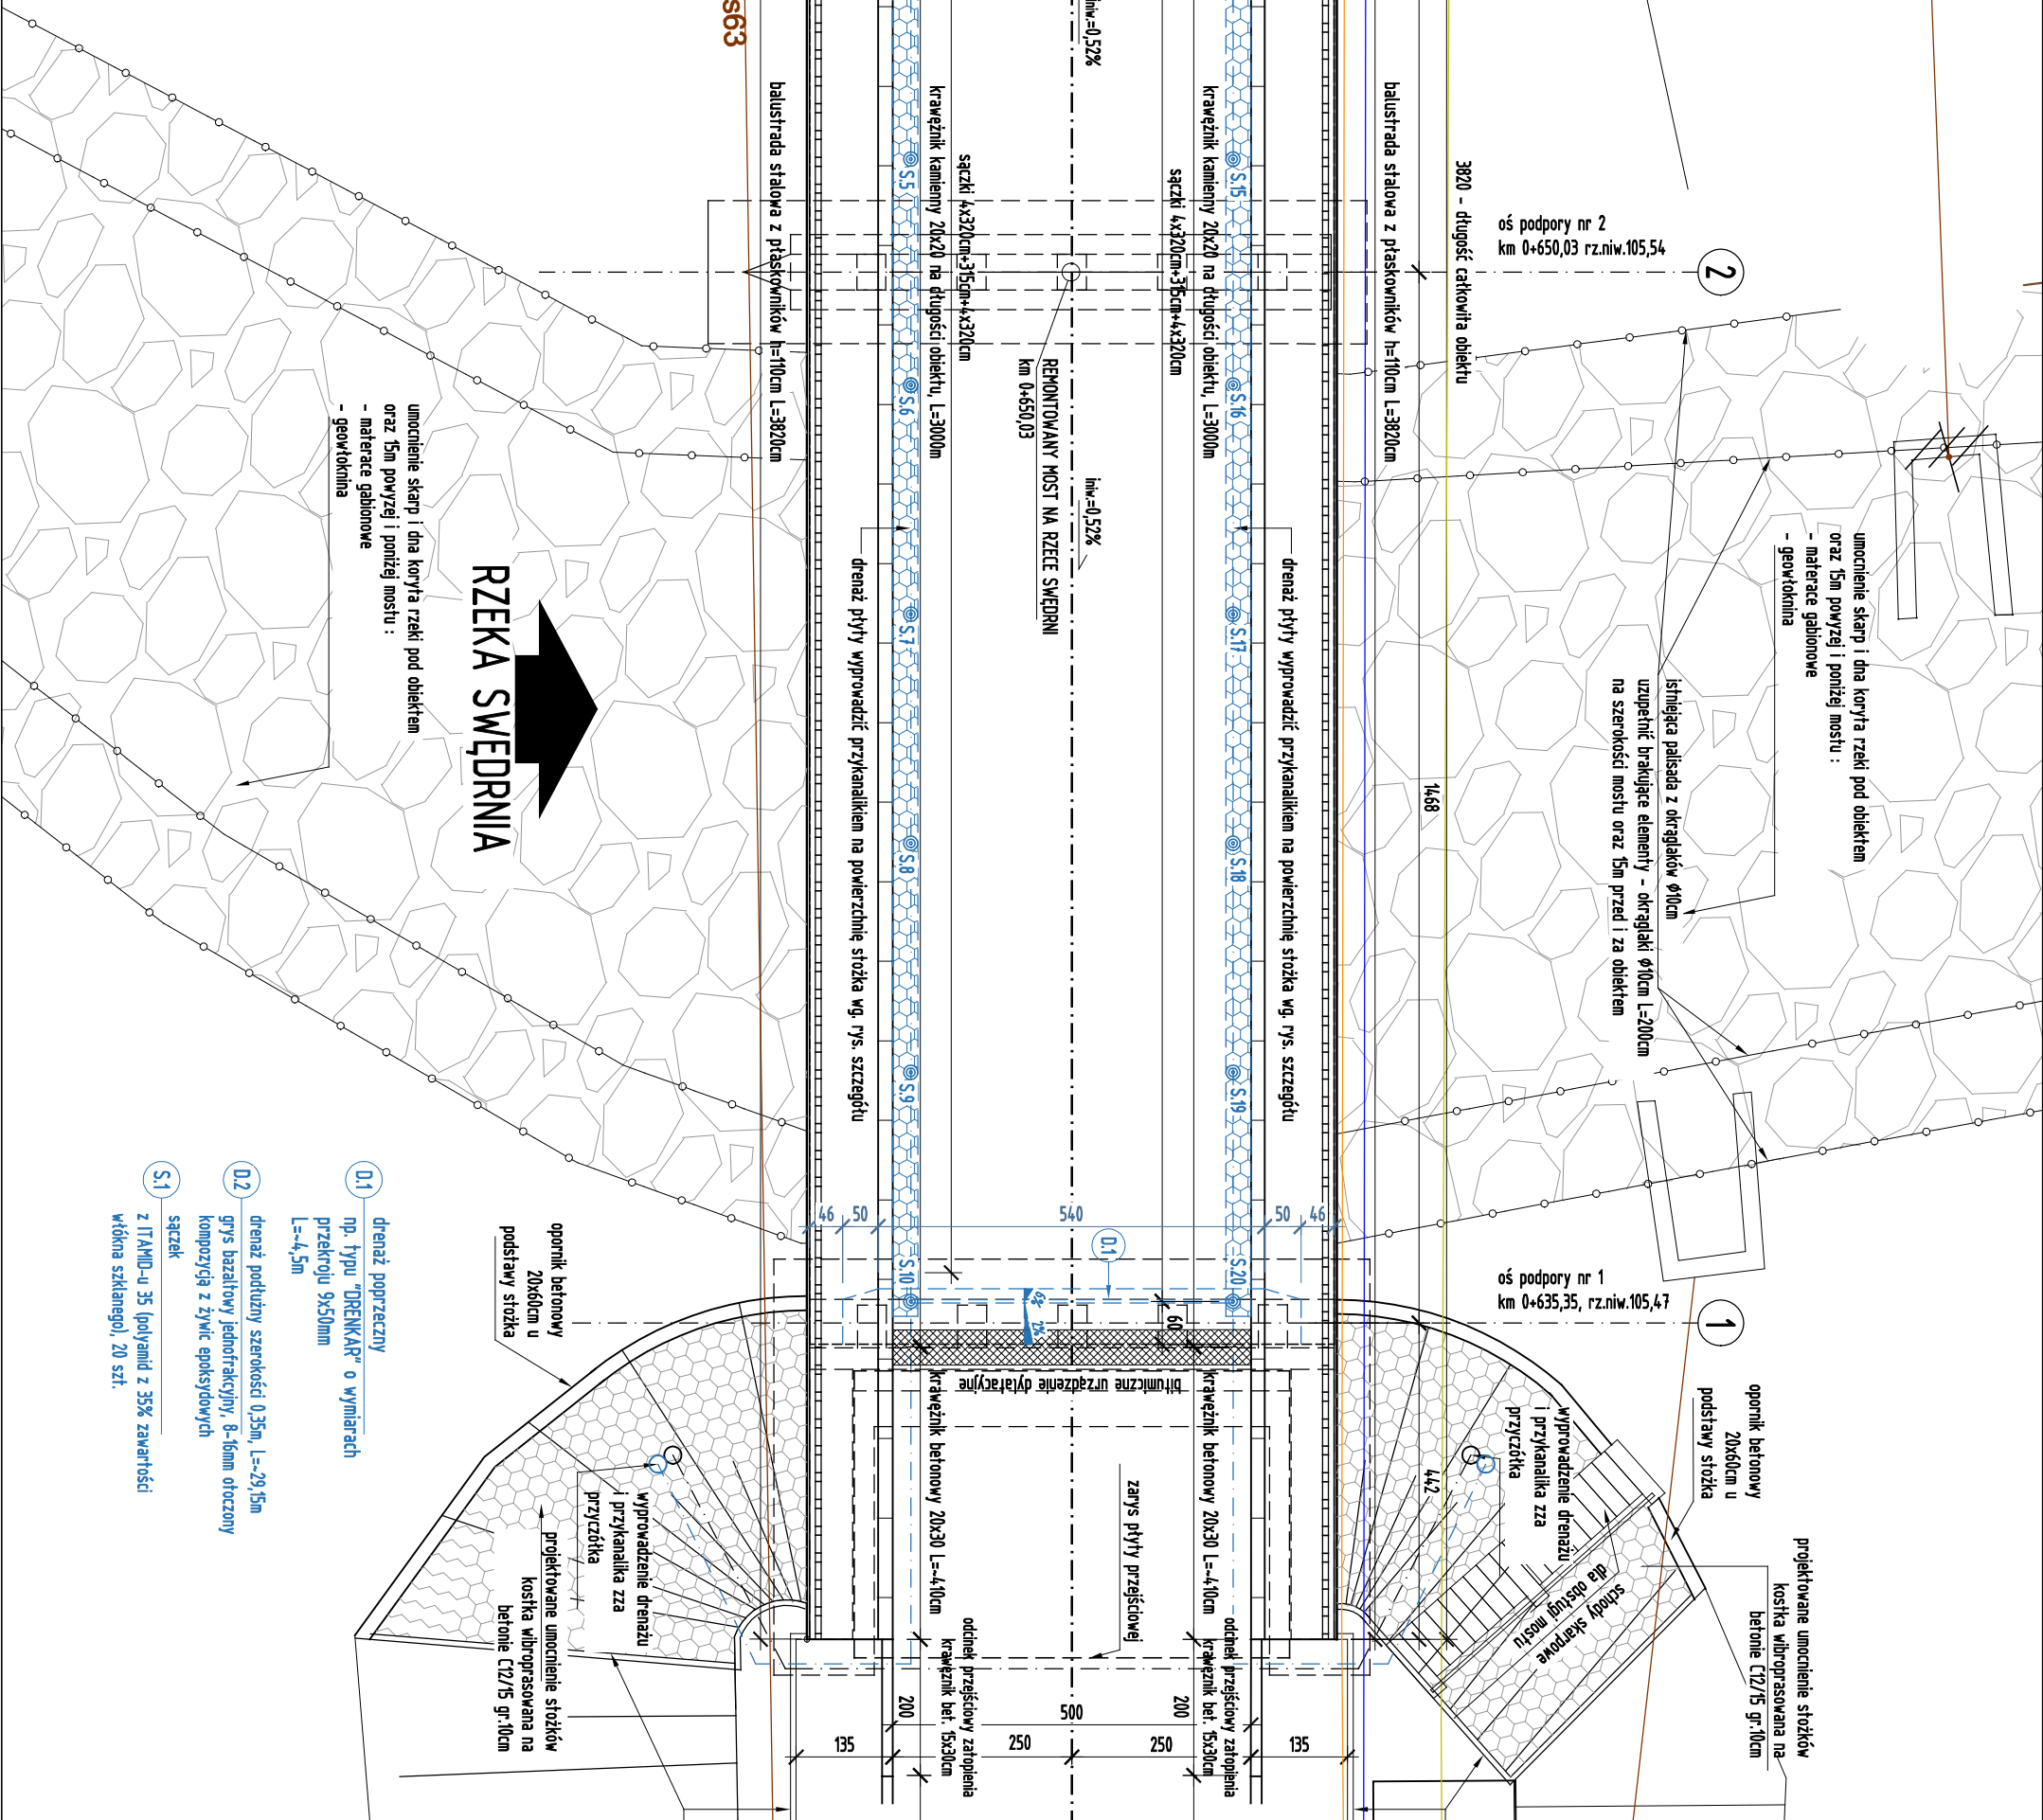 s63
iniw.=0,52%
balustrada stalowa z płaskowników h=110cm L=3820cm
krawężnik kamienny 20x20 na długości obiektu, L=3000m
sączki 4x320cm+315cm+4x320cm
sączki 4x320cm+315cm+4x320cm
krawężnik kamienny 20x20 na długości obiektu, L=3000m
balustrada stalowa z płaskowników h=110cm L=3820cm
3820 - długość całkowita obiektu
oś podpory nr 2
km 0+650,03 rz.niw.105,54
2
S.5
S.6
S.7
S.8
S.9
S.10
S.15
S.16
S.17
S.18
S.19
S.20
REMONTOWANY MOST NA RZECE SWĘDRNI
km 0+650,03
iniw.=0,52%
drenaż płyty wyprowadzić przykanalikiem na powierzchnię stożka wg. rys. szczegółu
drenaż płyty wyprowadzić przykanalikiem na powierzchnię stożka wg. rys. szczegółu
umocnienie skarp i dna koryta rzeki pod obiektem
oraz 15m powyżej i poniżej mostu :
- materace gabionowe
- geowłóknina
RZEKA SWĘDRNIA
umocnienie skarp i dna koryta rzeki pod obiektem
oraz 15m powyżej i poniżej mostu :
- materace gabionowe
- geowłóknina
istniejąca palisada z okrąglaków ø10cm
uzupełnić brakujące elementy - okrąglaki ø10cm L=200cm
na szerokości mostu oraz 15m przed i za obiektem
1468
46
50
540
50
46
D.1
6%
2%
60
oś podpory nr 1
km 0+635,35, rz.niw.105,47
1
D.1
drenaż poprzeczny
np. typu "DRENKAR" o wymiarach
przekroju 9x50mm
L=~4,5m
D.2
drenaż podłużny szerokości 0,35m, L=~29,15m
grys bazaltowy jednofrakcyjny, 8-16mm otoczony
kompozycją z żywic epoksydowych
S.1
sączek
z ITAMID-u 35 (polyamid z 35% zawartości
włókna szklanego), 20 szt.
opornik betonowy
20x60cm u
podstawy stożka
bitumiczne urządzenie dylatacyjne
krawężnik betonowy 20x30 L=~410cm
krawężnik betonowy 20x30 L=~410cm
zarys płyty przejściowej
442
wyprowadzenie drenażu
i przykanalika zza
przyczółka
wyprowadzenie drenażu
i przykanalika zza
przyczółka
opornik betonowy
20x60cm u
podstawy stożka
schody skarpowe
dla obsługi mostu
projektowane umocnienie stożków
kostka wibroprasowana na
betonie C12/15 gr.10cm
projektowane umocnienie stożków
kostka wibroprasowana na
betonie C12/15 gr.10cm
odcinek przejściowy zatopienia
krawężnik bet. 15x30cm
odcinek przejściowy zatopienia
krawężnik bet. 15x30cm
200
500
200
135
250
250
135